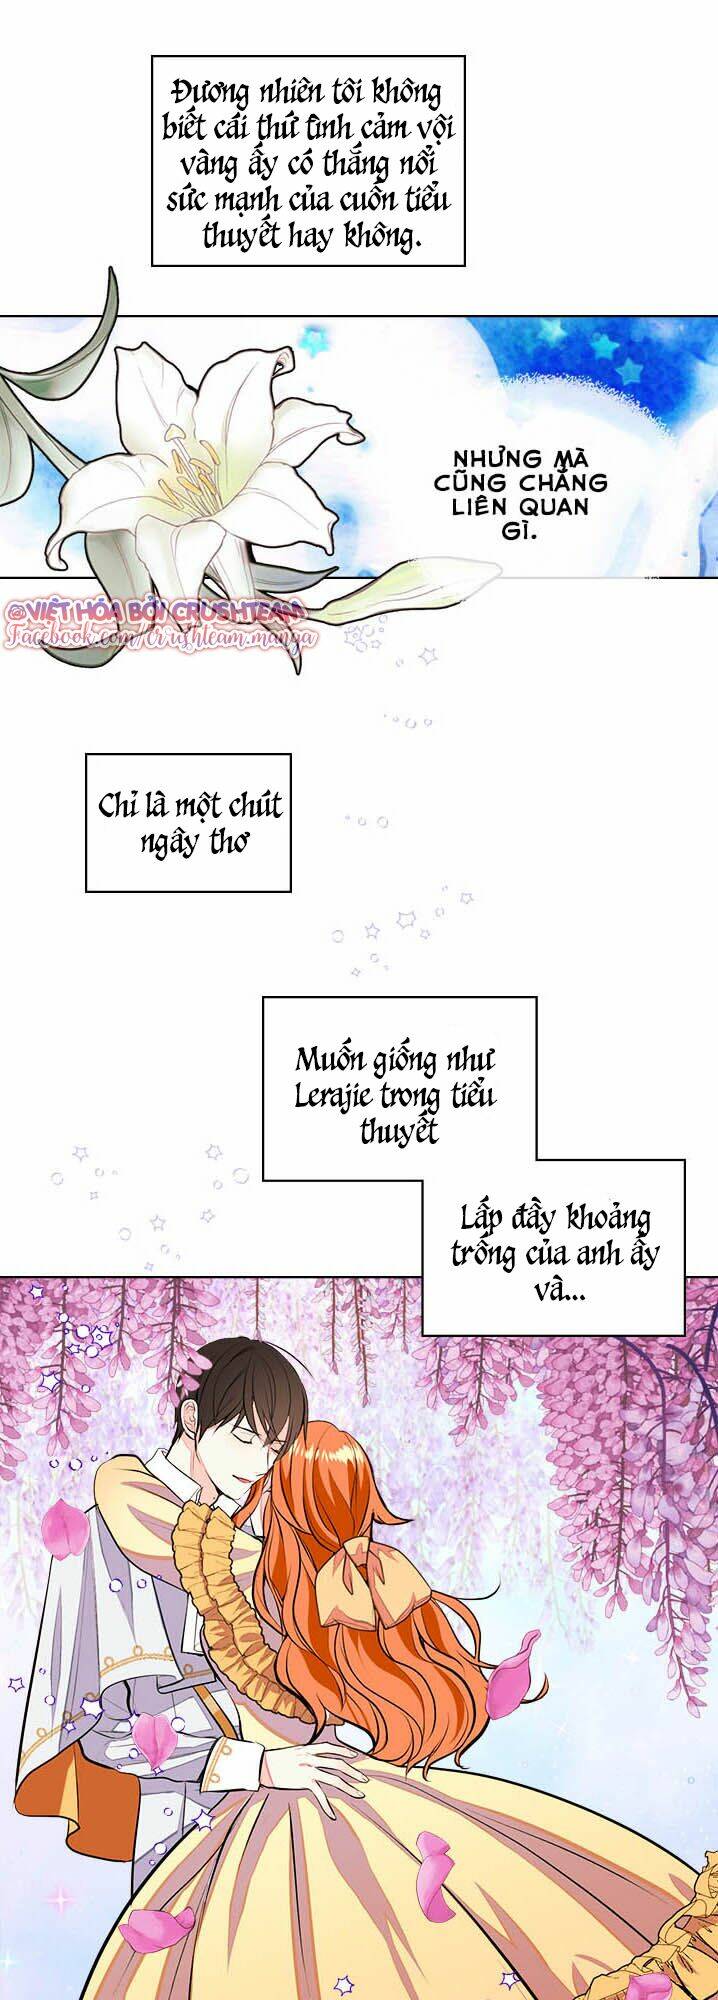 Đương nhiên tôi không
biết cái thứ tình cảm vội
vàng ấy có thắng nổi
sức mạnh của cuốn tiểu
thuyết hay không.
NHƯNG MÀ
CŨNG CHẲNG
LIÊN QUAN
GÌ.
©VIỆT HÓA BỞI CRUSHTEAM
Facebook.com/crushteam.manga
Chỉ là một chút
ngây thơ
Muốn giống như
Lerajie trong tiểu
thuyết
Lấp đầy khoảng
trống của anh ấy
và...